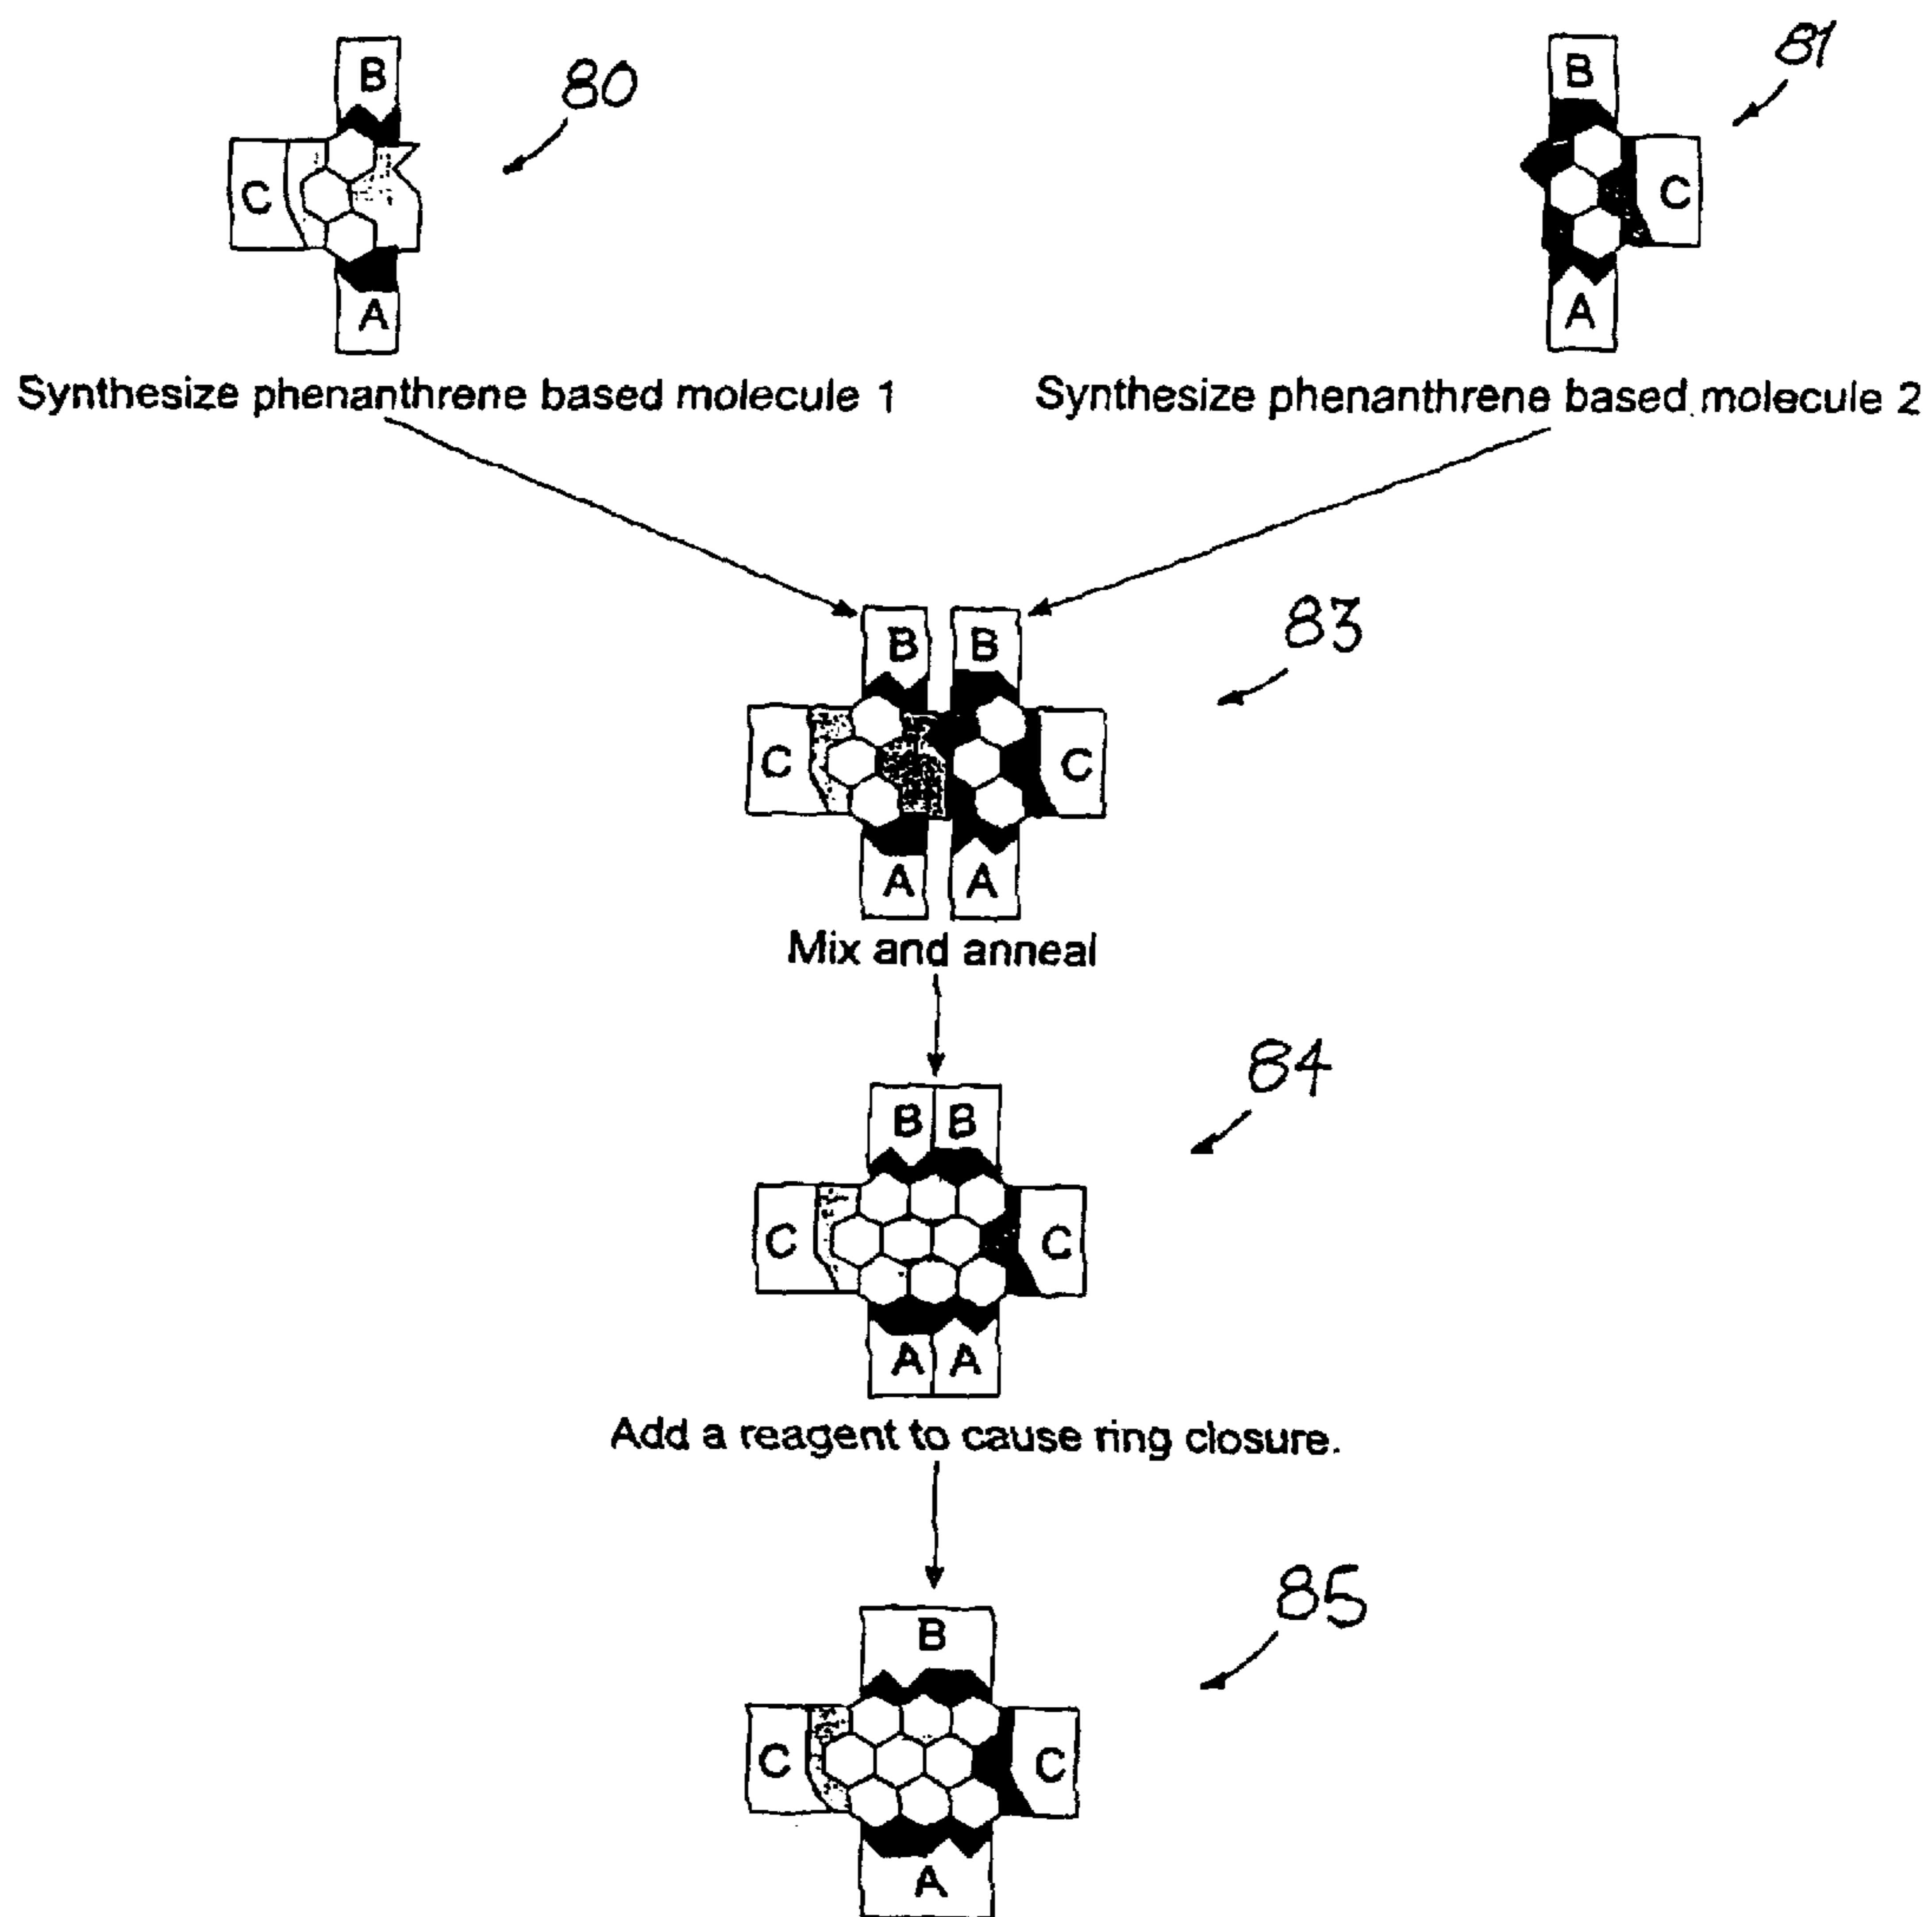 B
80
C
A
B
81
C
A
Synthesize phenanthrene based molecule 1
Synthesize phenanthrene based molecule 2
B B
83
C C
A A
Mix and anneal
84
B B
C C
A A
Add a reagent to cause ring closure.
85
B
C C
A